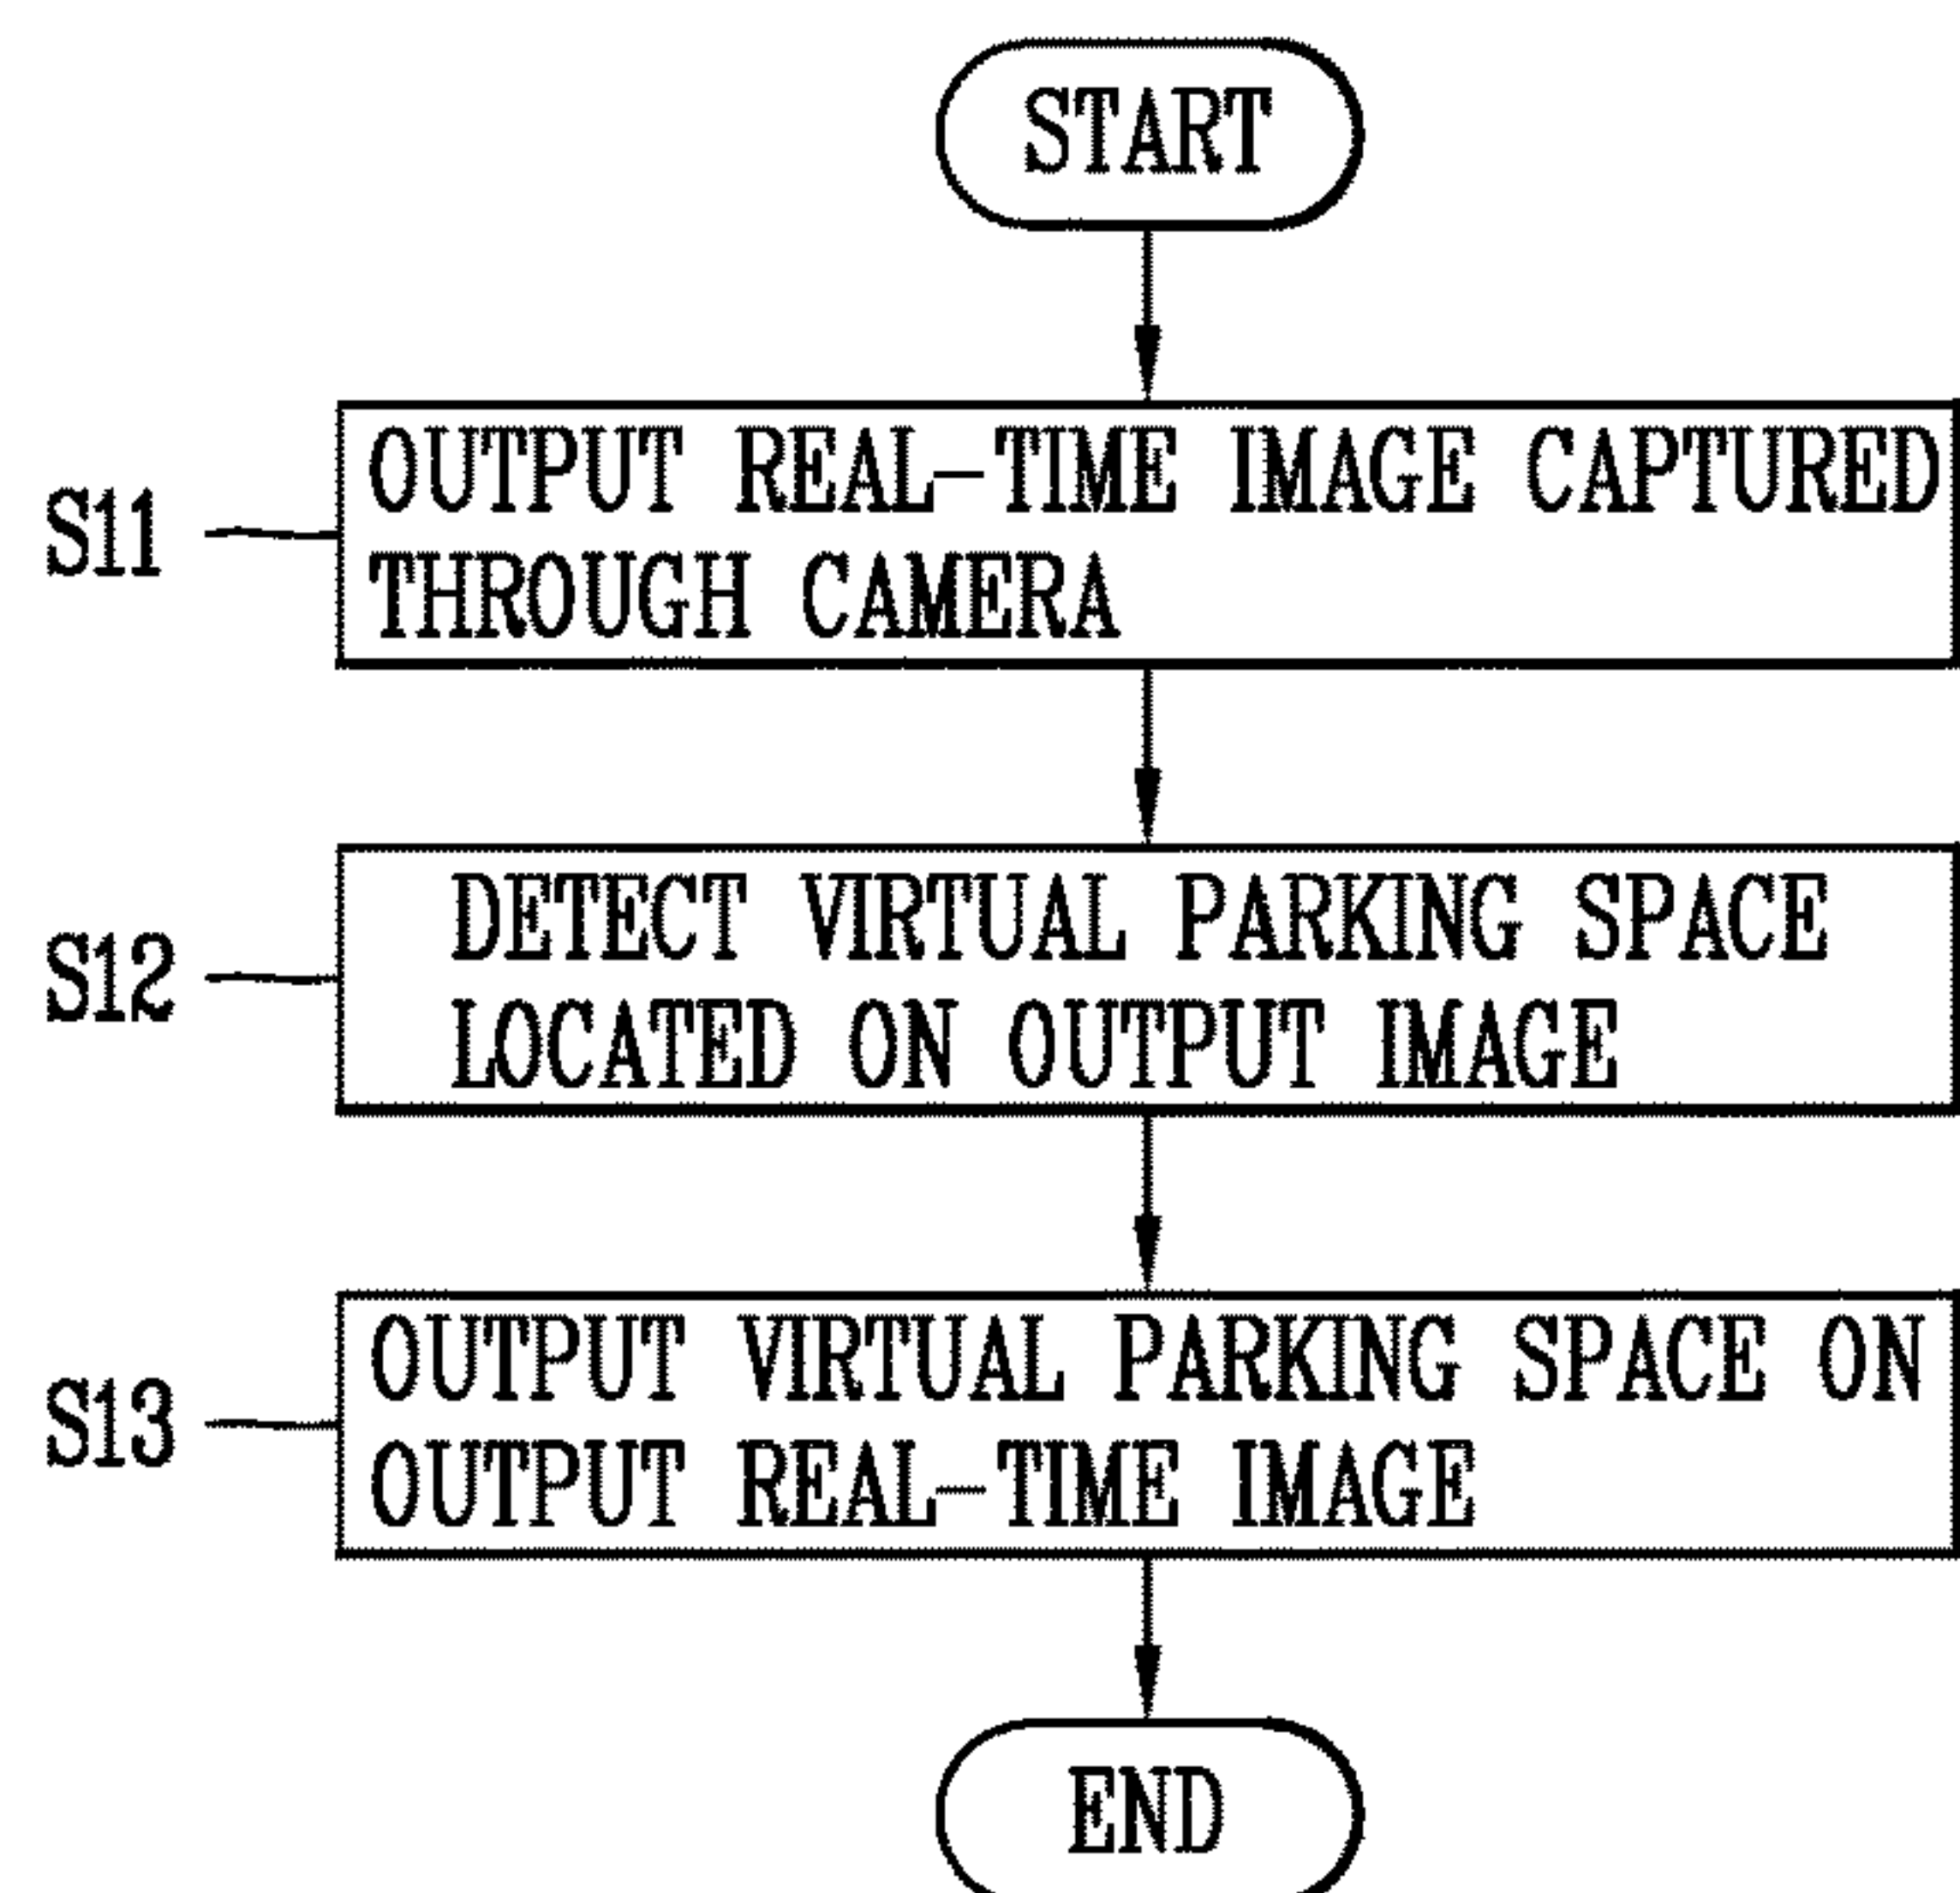 START
S11
OUTPUT REAL-TIME IMAGE CAPTURED
THROUGH CAMERA
S12
DETECT VIRTUAL PARKING SPACE
LOCATED ON OUTPUT IMAGE
S13
OUTPUT VIRTUAL PARKING SPACE ON
OUTPUT REAL-TIME IMAGE
END